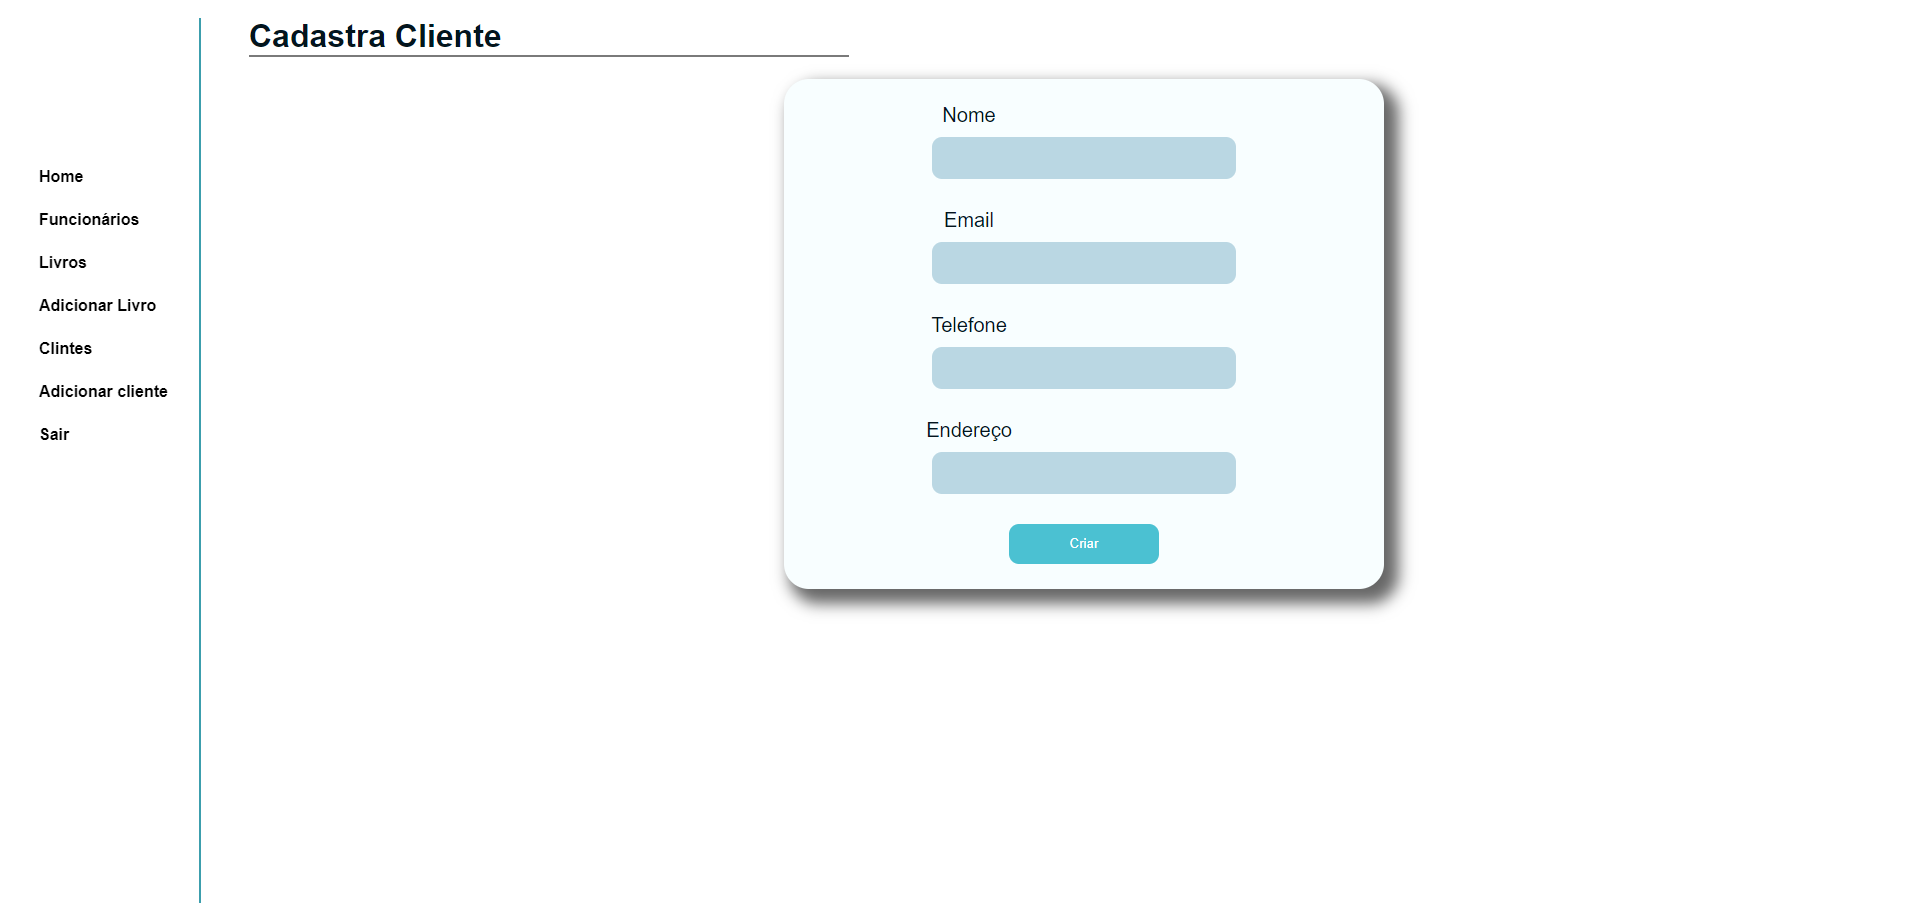 Cadastra Cliente
Home
Funcionários
Livros
Adicionar Livro
Clintes
Adicionar cliente
Sair
Nome
Email
Telefone
Endereço
Criar